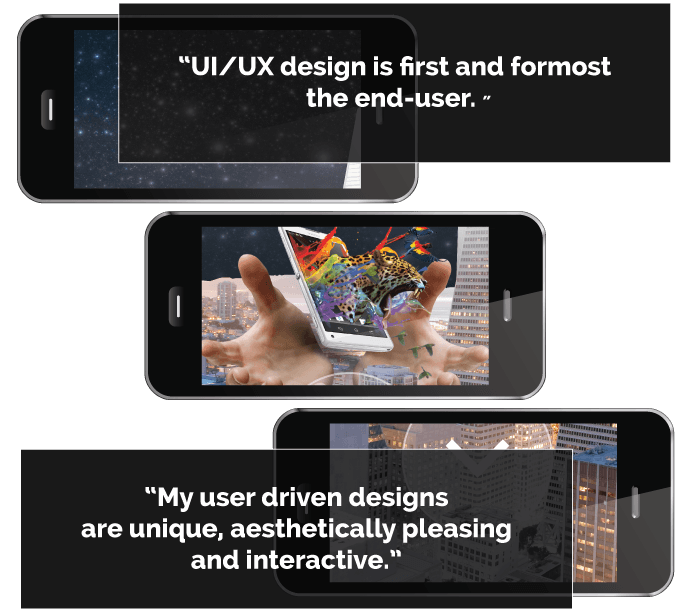 “UI/UX design is first and formost
the end-user. ”
“My user driven designs
are unique, aesthetically pleasing
and interactive.”